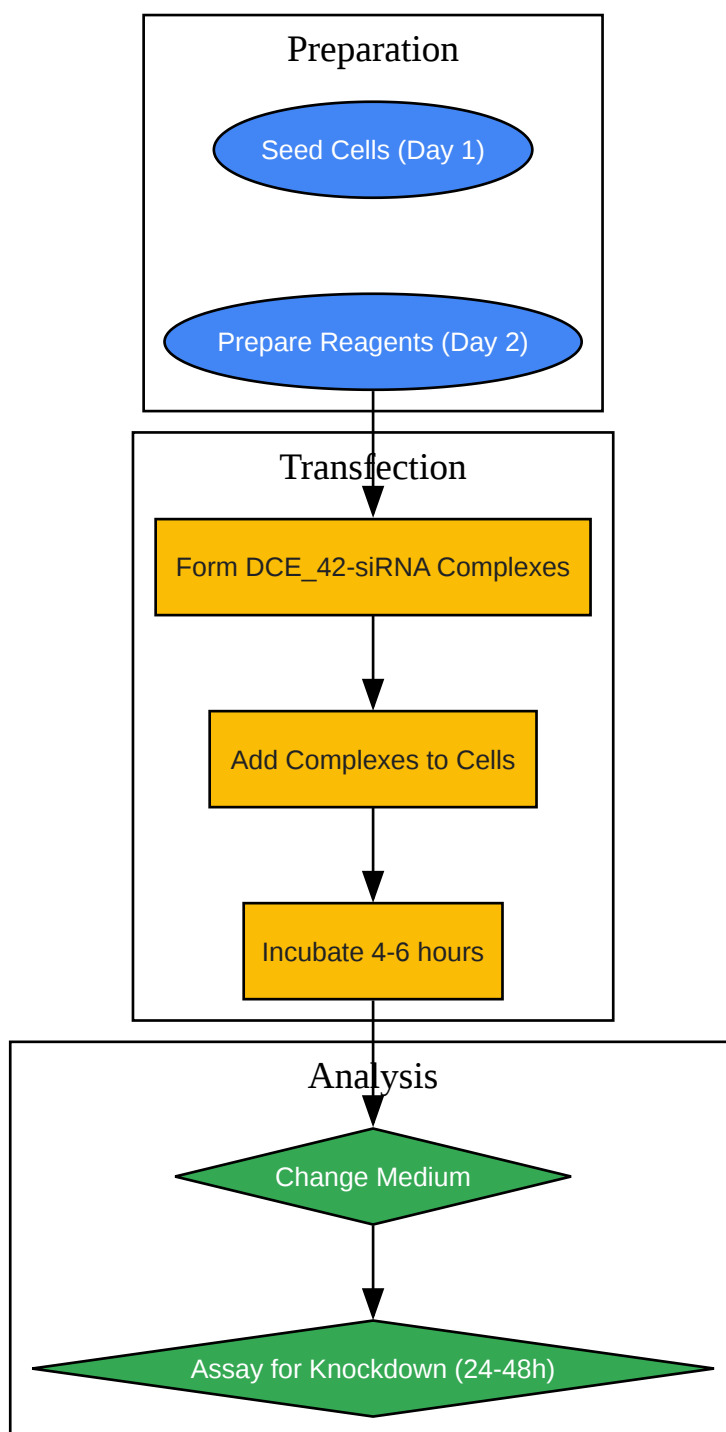 Preparation
Seed Cells (Day 1)
Prepare Reagents (Day 2)
Transfection
Form DCE_42-siRNA Complexes
Add Complexes to Cells
Incubate 4-6 hours
Analysis
Change Medium
Assay for Knockdown (24-48h)